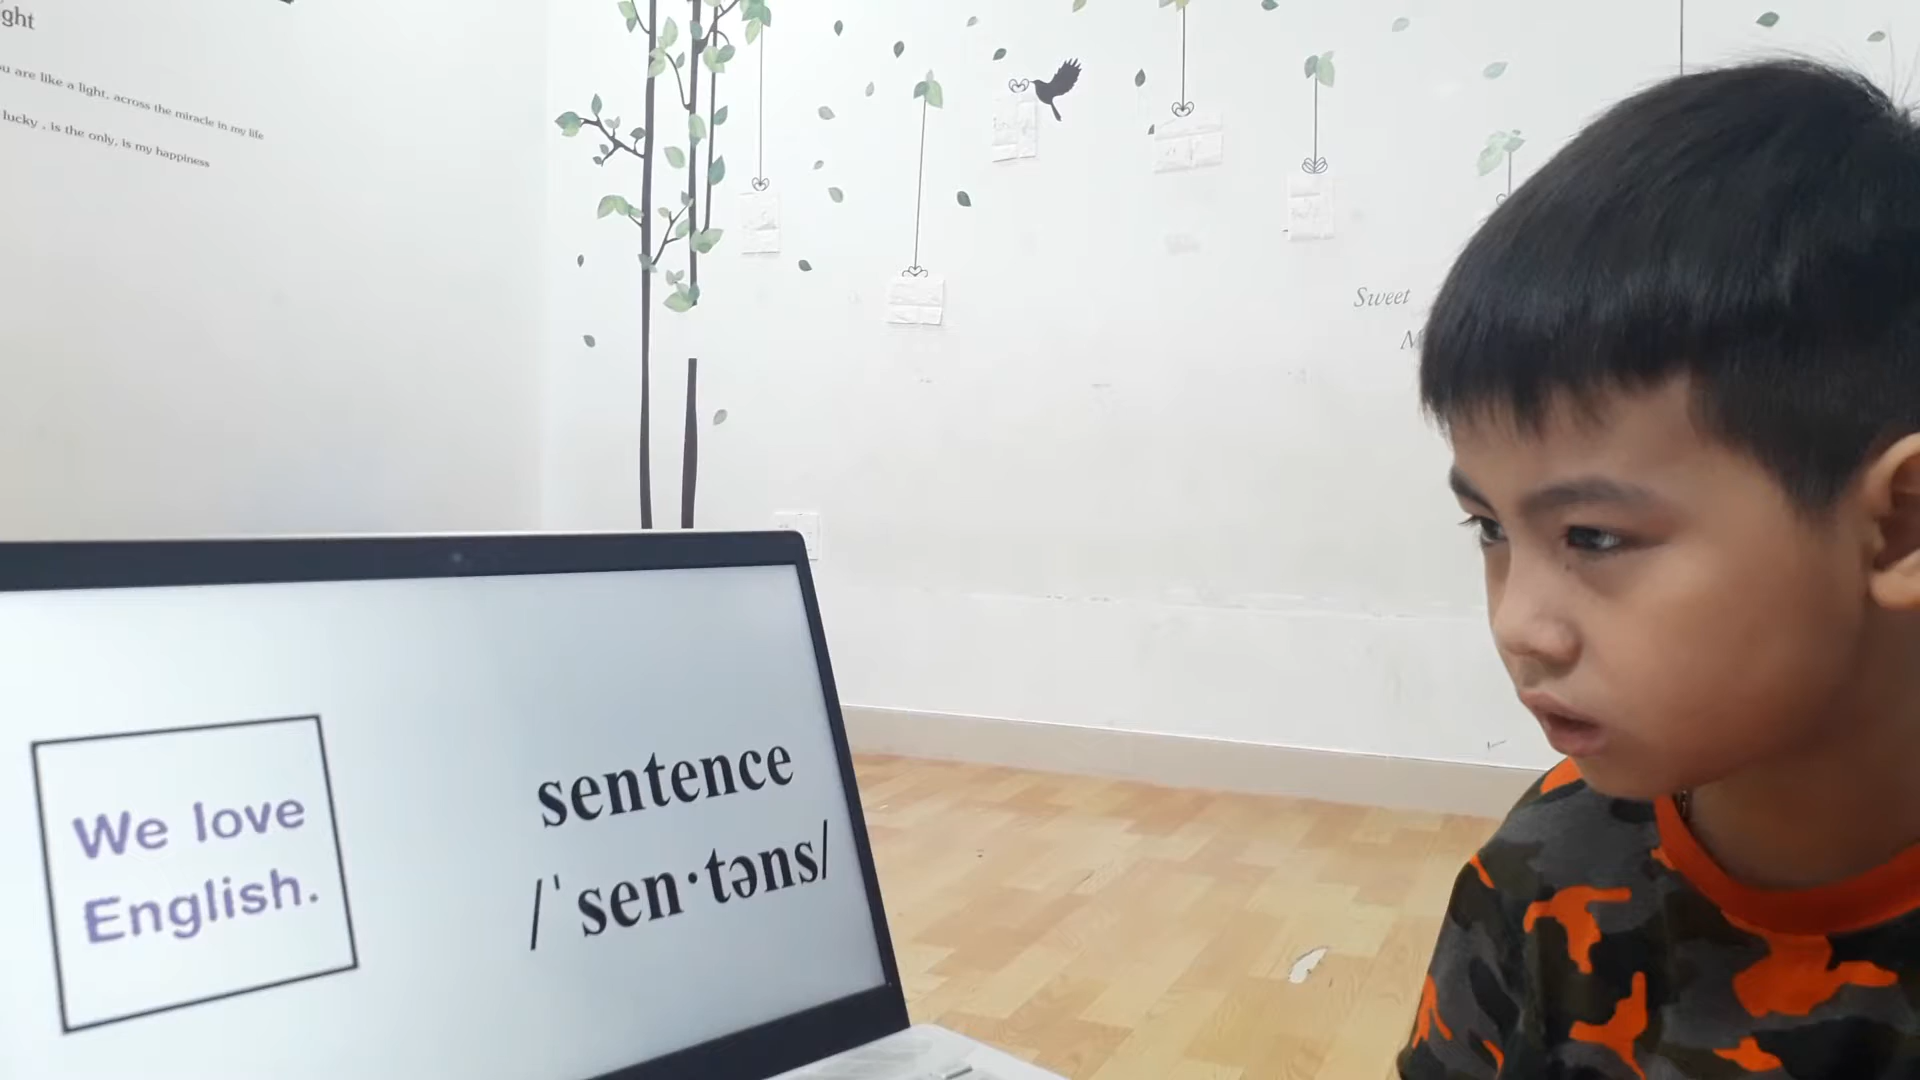 ght
u are like a light, across the miracle in my life
lucky , is the only, is my happiness
Sweet
We love
English.
sentence
/ˈsen·təns/